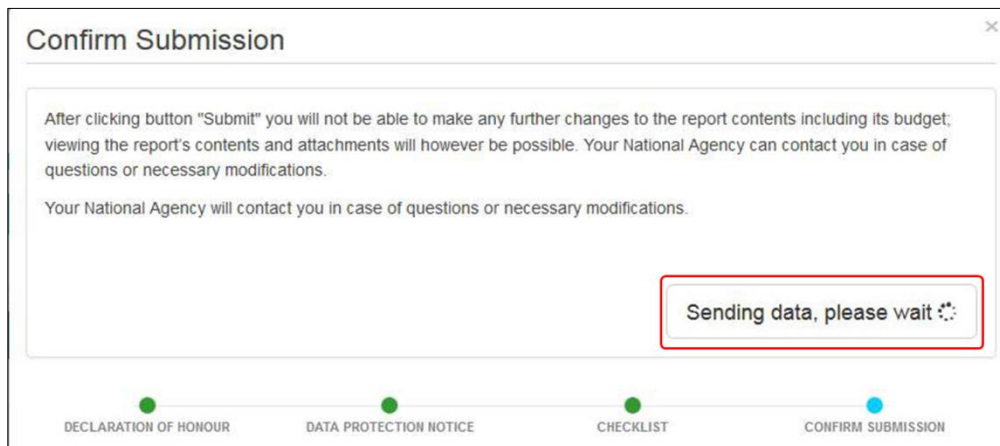 Confirm Submission
×
After clicking button "Submit" you will not be able to make any further changes to the report contents including its budget;
viewing the report's contents and attachments will however be possible. Your National Agency can contact you in case of
questions or necessary modifications.
Your National Agency will contact you in case of questions or necessary modifications.
Sending data, please wait
DECLARATION OF HONOUR DATA PROTECTION NOTICE CHECKLIST CONFIRM SUBMISSION